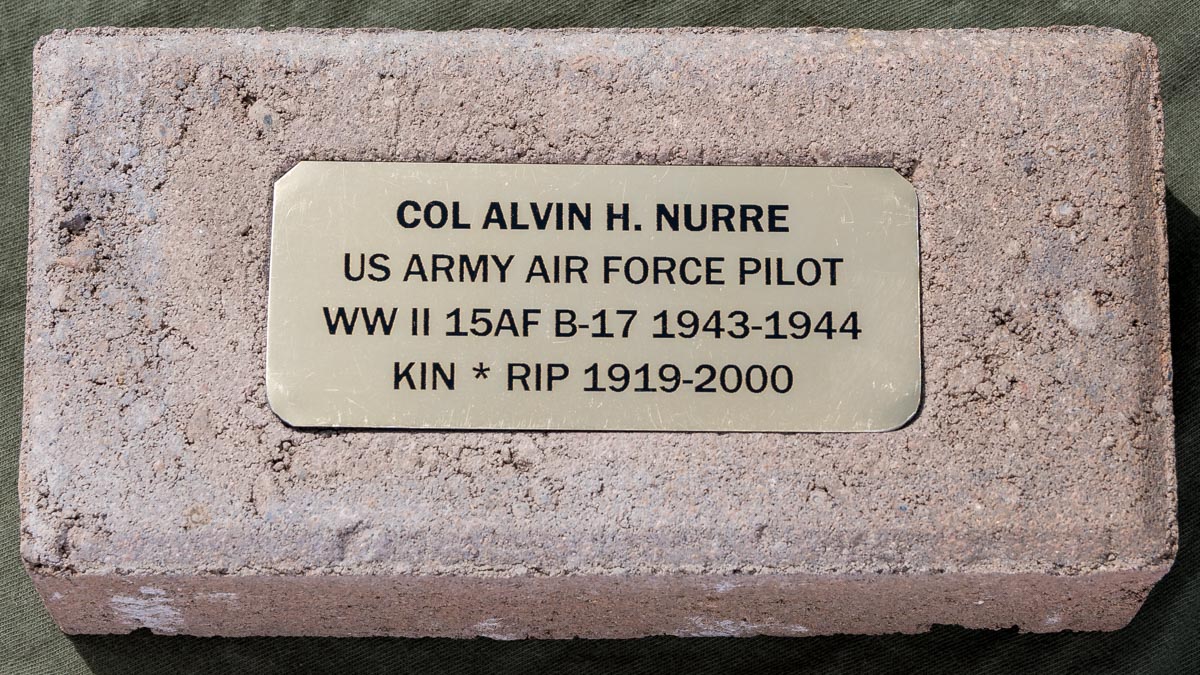 COL ALVIN H. NURRE
US ARMY AIR FORCE PILOT
WW II 15AF B-17 1943-1944
KIN * RIP 1919-2000